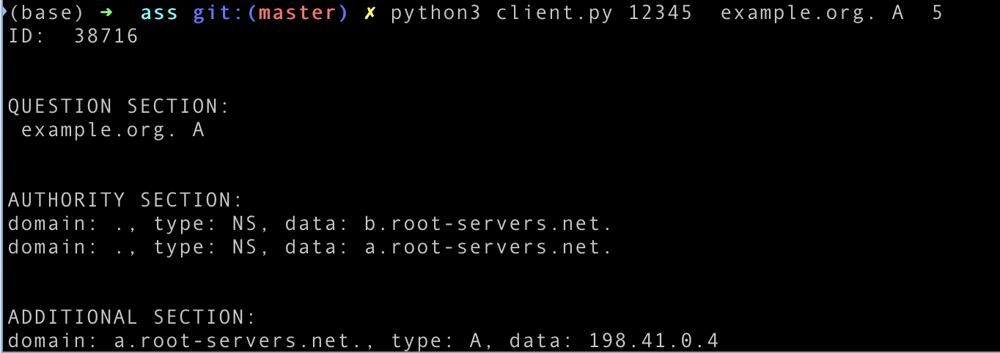 (base) ➜ ass git:(master) ✗ python3 client.py 12345 example.org. A 5
ID: 38716
QUESTION SECTION:
example.org. A
AUTHORITY SECTION:
domain: ., type: NS, data: b.root-servers.net.
domain: ., type: NS, data: a.root-servers.net.
ADDITIONAL SECTION:
domain: a.root-servers.net., type: A, data: 198.41.0.4